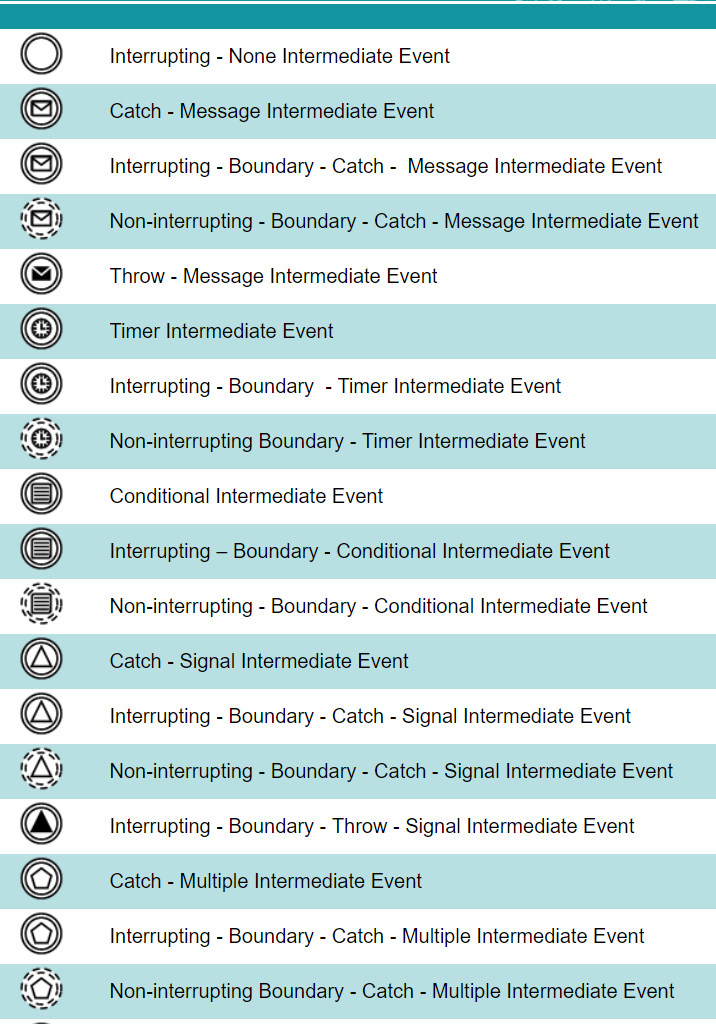 Interrupting - None Intermediate Event
Catch - Message Intermediate Event
Interrupting - Boundary - Catch -  Message Intermediate Event
Non-interrupting - Boundary - Catch - Message Intermediate Event
Throw - Message Intermediate Event
Timer Intermediate Event
Interrupting - Boundary  - Timer Intermediate Event
Non-interrupting Boundary - Timer Intermediate Event
Conditional Intermediate Event
Interrupting – Boundary - Conditional Intermediate Event
Non-interrupting - Boundary - Conditional Intermediate Event
Catch - Signal Intermediate Event
Interrupting - Boundary - Catch - Signal Intermediate Event
Non-interrupting - Boundary - Catch - Signal Intermediate Event
Interrupting - Boundary - Throw - Signal Intermediate Event
Catch - Multiple Intermediate Event
Interrupting - Boundary - Catch - Multiple Intermediate Event
Non-interrupting Boundary - Catch - Multiple Intermediate Event